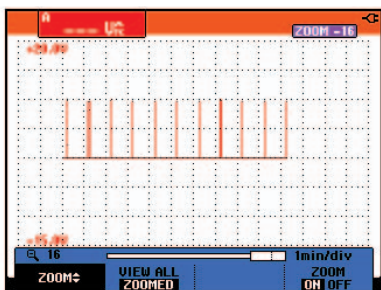 A
--- V
ZOOM -16
16
1min/div
ZOOM
VIEW ALL
ZOOMED
ZOOM
ON OFF